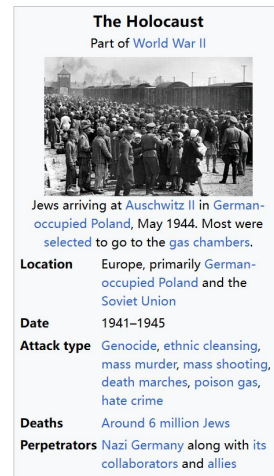 The Holocaust
Part of World War II
Jews arriving at Auschwitz II in German-
occupied Poland, May 1944. Most were
selected to go to the gas chambers.
Location Europe, primarily German-
occupied Poland and the
Soviet Union
Date 1941–1945
Attack type Genocide, ethnic cleansing,
mass murder, mass shooting,
death marches, poison gas,
hate crime
Deaths Around 6 million Jews
Perpetrators Nazi Germany along with its
collaborators and allies